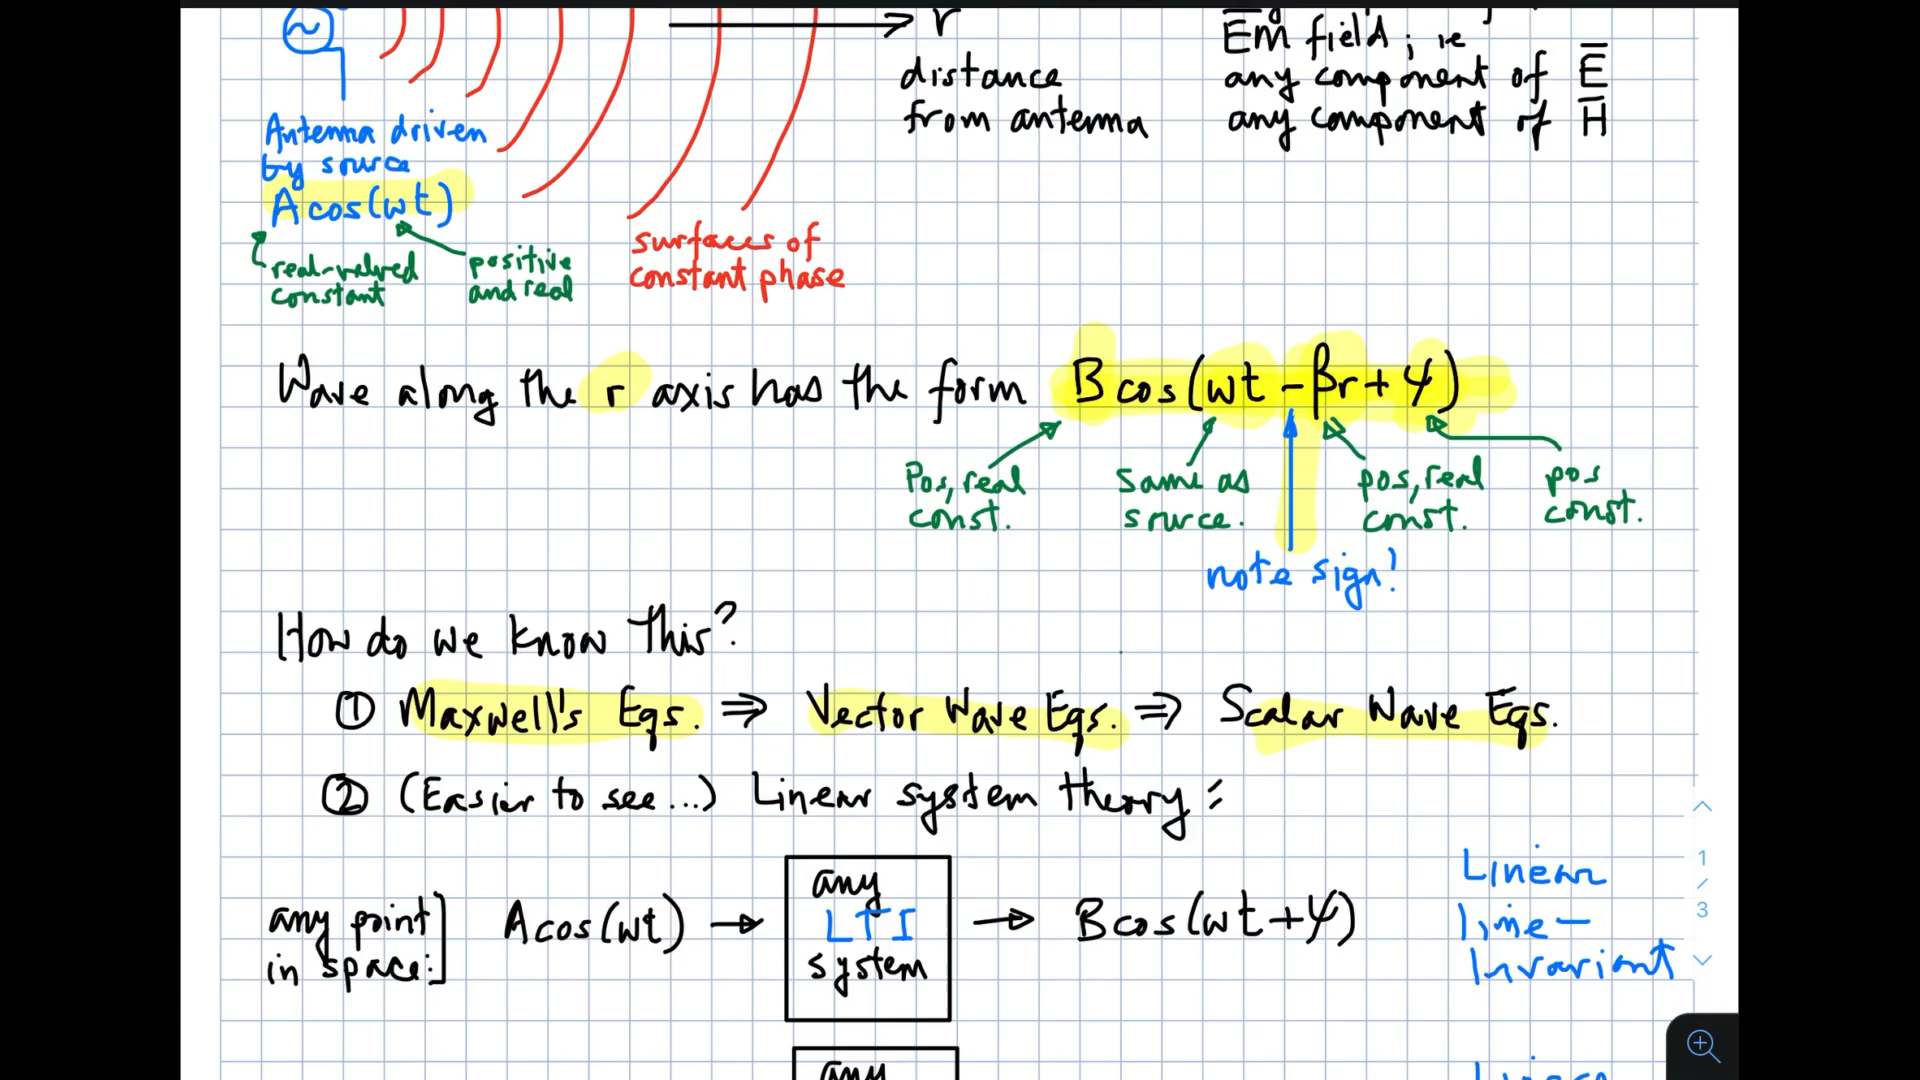 r
distance
from antenna
EM field, ie
any component of E̅
any component of H̅
Antenna driven
by source
A cos(ωt)
real-valued
constant
positive
and real
surfaces of
constant phase
Wave along the r axis has the form B cos(ωt - βr + ψ)
Pos, real
const.
Same as
source.
pos, real
const.
pos
const.
note sign!
How do we know this?
① Maxwell's Eqs. ⇒ Vector Wave Eqs. ⇒ Scalar Wave Eqs.
② (Easier to see...) Linear system theory:
any point
in space:
A cos(ωt) →
any
LTI
system
→ B cos(ωt + ψ)
Linear
time-
Invariant
1
/
3
any